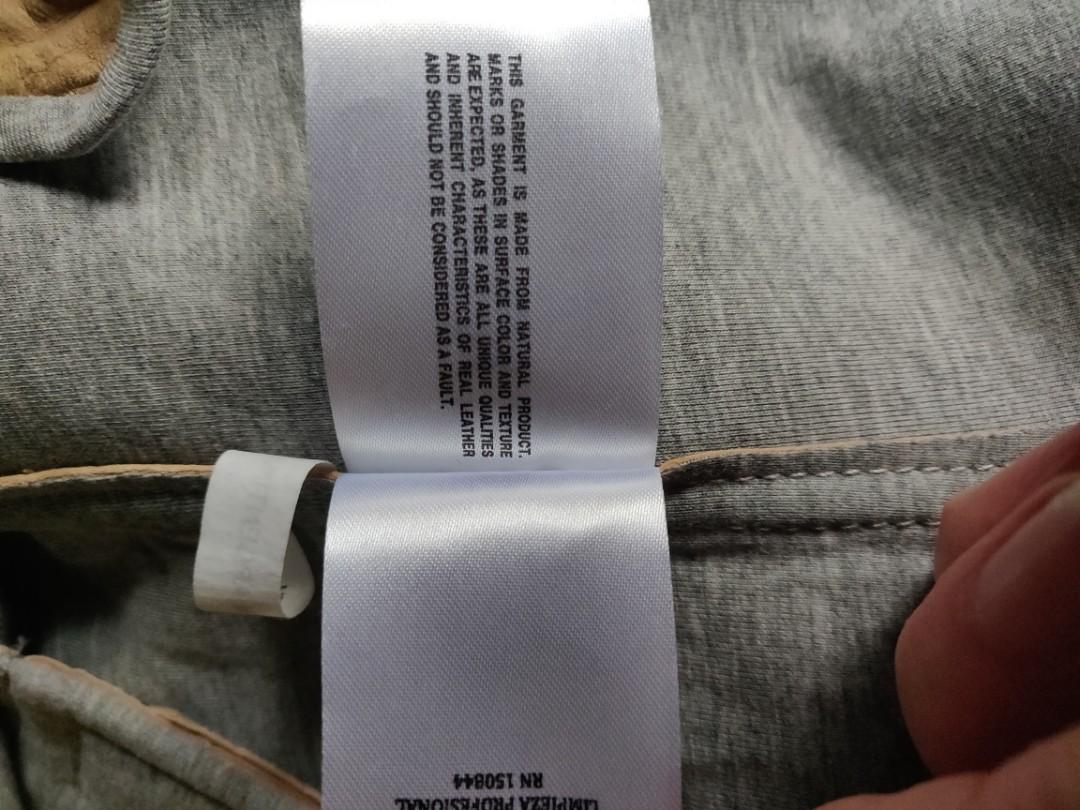 THIS GARMENT IS MADE FROM NATURAL PRODUCT.
MARKS OR SHADES IN SURFACE COLOR AND TEXTURE
ARE EXPECTED, AS THESE ARE ALL UNIQUE QUALITIES
AND INHERENT CHARACTERISTICS OF REAL LEATHER
AND SHOULD NOT BE CONSIDERED AS A FAULT.
LIMPIEZA PROFESIONAL
RN 150844